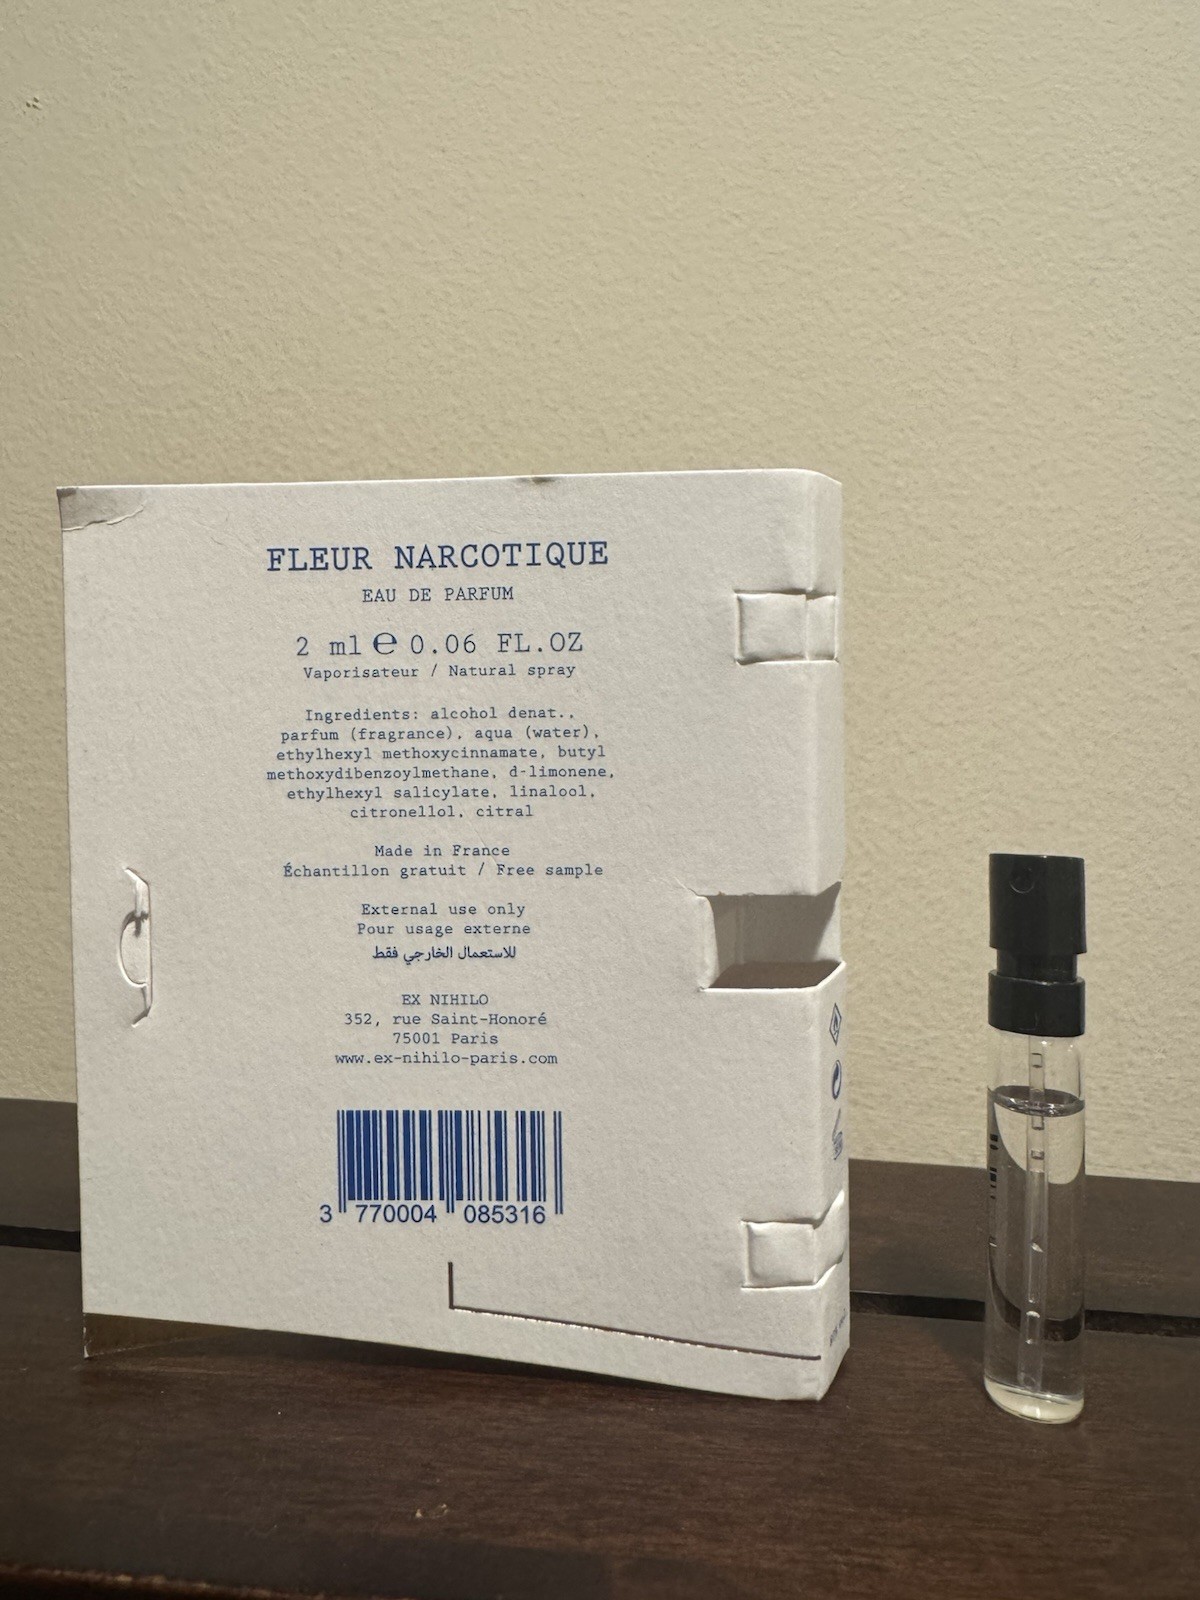 FLEUR NARCOTIQUE
EAU DE PARFUM
2 ml ℮ 0.06 FL.OZ
Vaporisateur / Natural spray
Ingredients: alcohol denat.,
parfum (fragrance), aqua (water),
ethylhexyl methoxycinnamate, butyl
methoxydibenzoylmethane, d-limonene,
ethylhexyl salicylate, linalool,
citronellol, citral
Made in France
Échantillon gratuit / Free sample
External use only
Pour usage externe
للاستعمال الخارجي فقط
EX NIHILO
352, rue Saint-Honoré
75001 Paris
www.ex-nihilo-paris.com
3 770004 085316